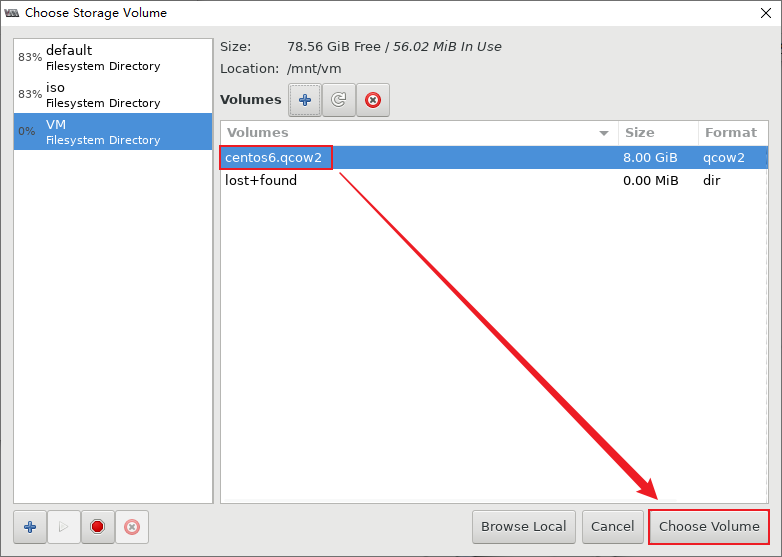 Choose Storage Volume
83% default
Filesystem Directory
83% iso
Filesystem Directory
0% VM
Filesystem Directory
Size: 78.56 GiB Free / 56.02 MiB In Use
Location: /mnt/vm
Volumes
Volumes Size Format
centos6.qcow2 8.00 GiB qcow2
lost+found 0.00 MiB dir
Browse Local Cancel Choose Volume